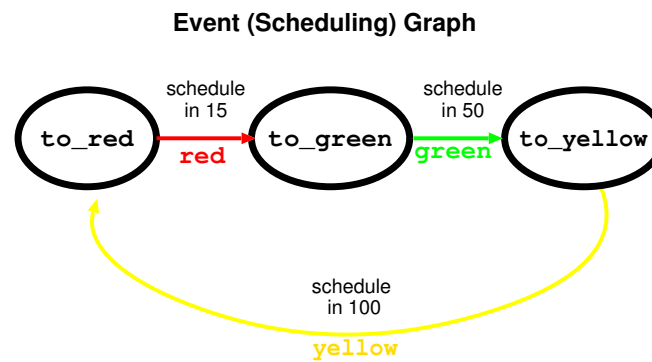 Event (Scheduling) Graph
schedule
in 15
schedule
in 50
to_red
to_green
to_yellow
red
green
schedule
in 100
yellow